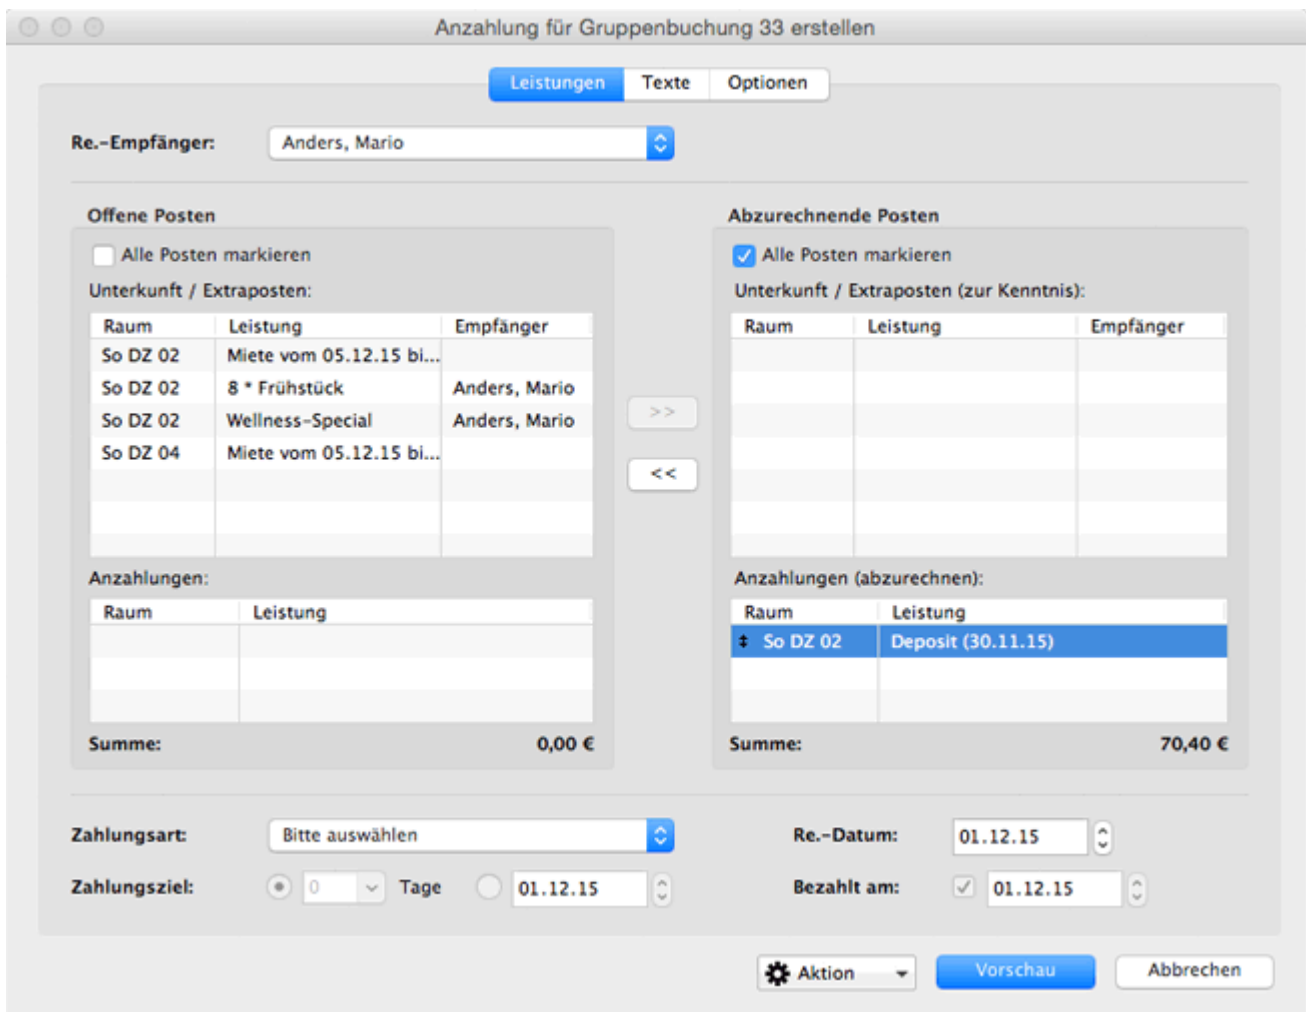 Anzahlung für Gruppenbuchung 33 erstellen
Leistungen Texte Optionen
Re.-Empfänger: Anders, Mario
Offene Posten
Alle Posten markieren
Unterkunft / Extraposten:
Raum Leistung Empfänger
So DZ 02 Miete vom 05.12.15 bi...
So DZ 02 8 * Frühstück Anders, Mario
So DZ 02 Wellness-Special Anders, Mario
So DZ 04 Miete vom 05.12.15 bi...
Anzahlungen:
Raum Leistung
Summe: 0,00 €
>>
<<
Abzurechnende Posten
Alle Posten markieren
Unterkunft / Extraposten (zur Kenntnis):
Raum Leistung Empfänger
Anzahlungen (abzurechnen):
Raum Leistung
So DZ 02 Deposit (30.11.15)
Summe: 70,40 €
Zahlungsart: Bitte auswählen Re.-Datum: 01.12.15
Zahlungsziel: 0 Tage 01.12.15 Bezahlt am: 01.12.15
Aktion Vorschau Abbrechen